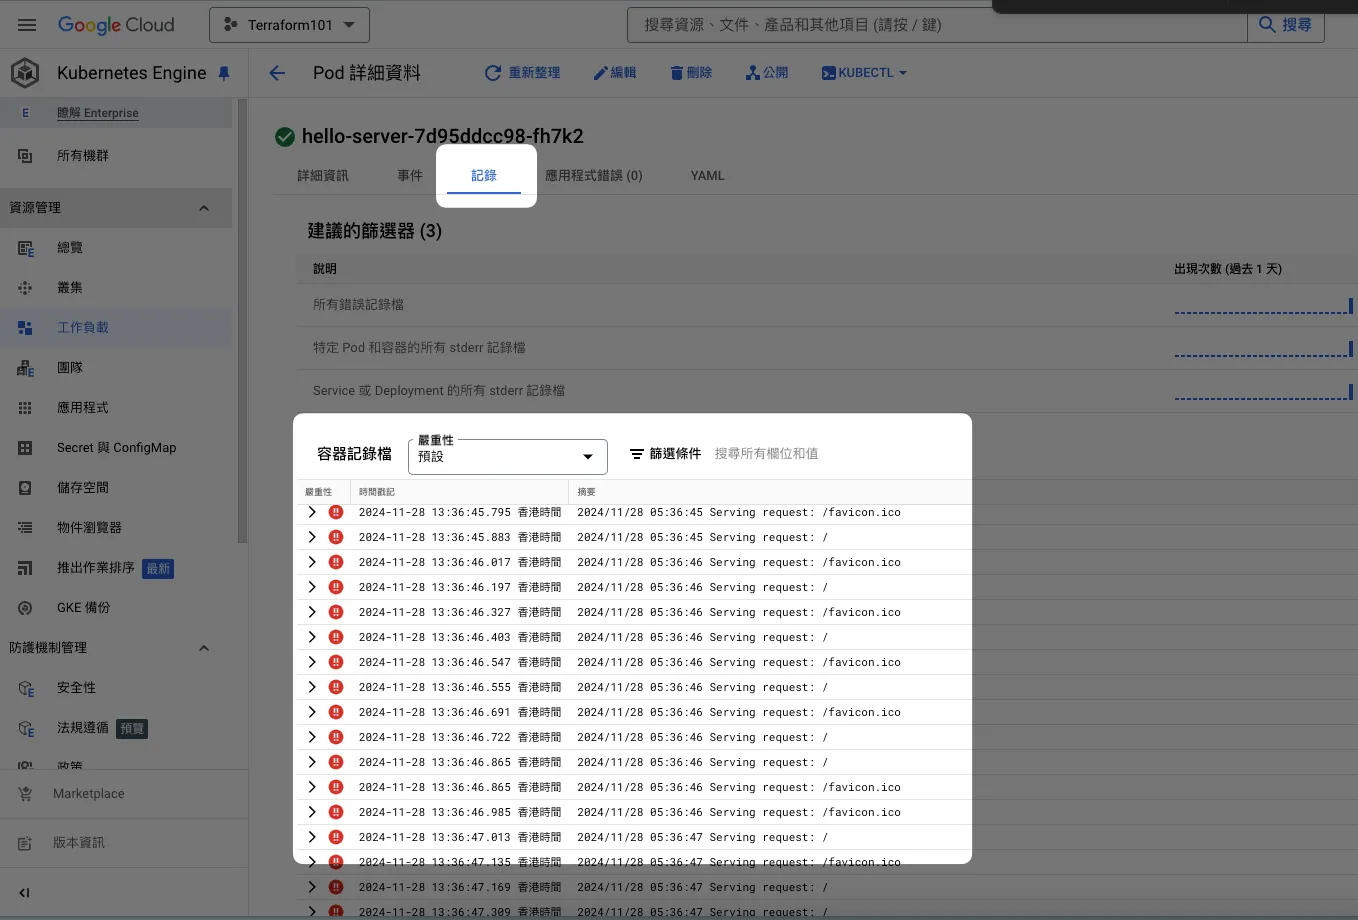 Google Cloud
Terraform101
搜尋資源、文件、產品和其他項目 (請按 / 鍵)
搜尋
Kubernetes Engine
Pod 詳細資料
重新整理
編輯
刪除
公開
KUBECTL
E
瞭解 Enterprise
所有機群
資源管理
總覽
叢集
工作負載
團隊
應用程式
Secret 與 ConfigMap
儲存空間
物件瀏覽器
推出作業排序 最新
GKE 備份
防護機制管理
安全性
法規遵循 預覽
政策
Marketplace
版本資訊
hello-server-7d95ddcc98-fh7k2
詳細資訊
事件
記錄
應用程式錯誤 (0)
YAML
建議的篩選器 (3)
說明 出現次數 (過去 1 天)
所有錯誤記錄檔
特定 Pod 和容器的所有 stderr 記錄檔
Service 或 Deployment 的所有 stderr 記錄檔
容器記錄檔
嚴重性
預設
篩選條件
搜尋所有欄位和值
嚴重性 時間戳記 摘要
2024-11-28 13:36:45.795 香港時間 2024/11/28 05:36:45 Serving request: /favicon.ico
2024-11-28 13:36:45.883 香港時間 2024/11/28 05:36:45 Serving request: /
2024-11-28 13:36:46.017 香港時間 2024/11/28 05:36:46 Serving request: /favicon.ico
2024-11-28 13:36:46.197 香港時間 2024/11/28 05:36:46 Serving request: /
2024-11-28 13:36:46.327 香港時間 2024/11/28 05:36:46 Serving request: /favicon.ico
2024-11-28 13:36:46.403 香港時間 2024/11/28 05:36:46 Serving request: /
2024-11-28 13:36:46.547 香港時間 2024/11/28 05:36:46 Serving request: /favicon.ico
2024-11-28 13:36:46.555 香港時間 2024/11/28 05:36:46 Serving request: /
2024-11-28 13:36:46.691 香港時間 2024/11/28 05:36:46 Serving request: /favicon.ico
2024-11-28 13:36:46.722 香港時間 2024/11/28 05:36:46 Serving request: /
2024-11-28 13:36:46.865 香港時間 2024/11/28 05:36:46 Serving request: /
2024-11-28 13:36:46.865 香港時間 2024/11/28 05:36:46 Serving request: /favicon.ico
2024-11-28 13:36:46.985 香港時間 2024/11/28 05:36:46 Serving request: /favicon.ico
2024-11-28 13:36:47.013 香港時間 2024/11/28 05:36:47 Serving request: /
2024-11-28 13:36:47.135 香港時間 2024/11/28 05:36:47 Serving request: /favicon.ico
2024-11-28 13:36:47.169 香港時間 2024/11/28 05:36:47 Serving request: /
2024-11-28 13:36:47.309 香港時間 2024/11/28 05:36:47 Serving request: /favicon.ico